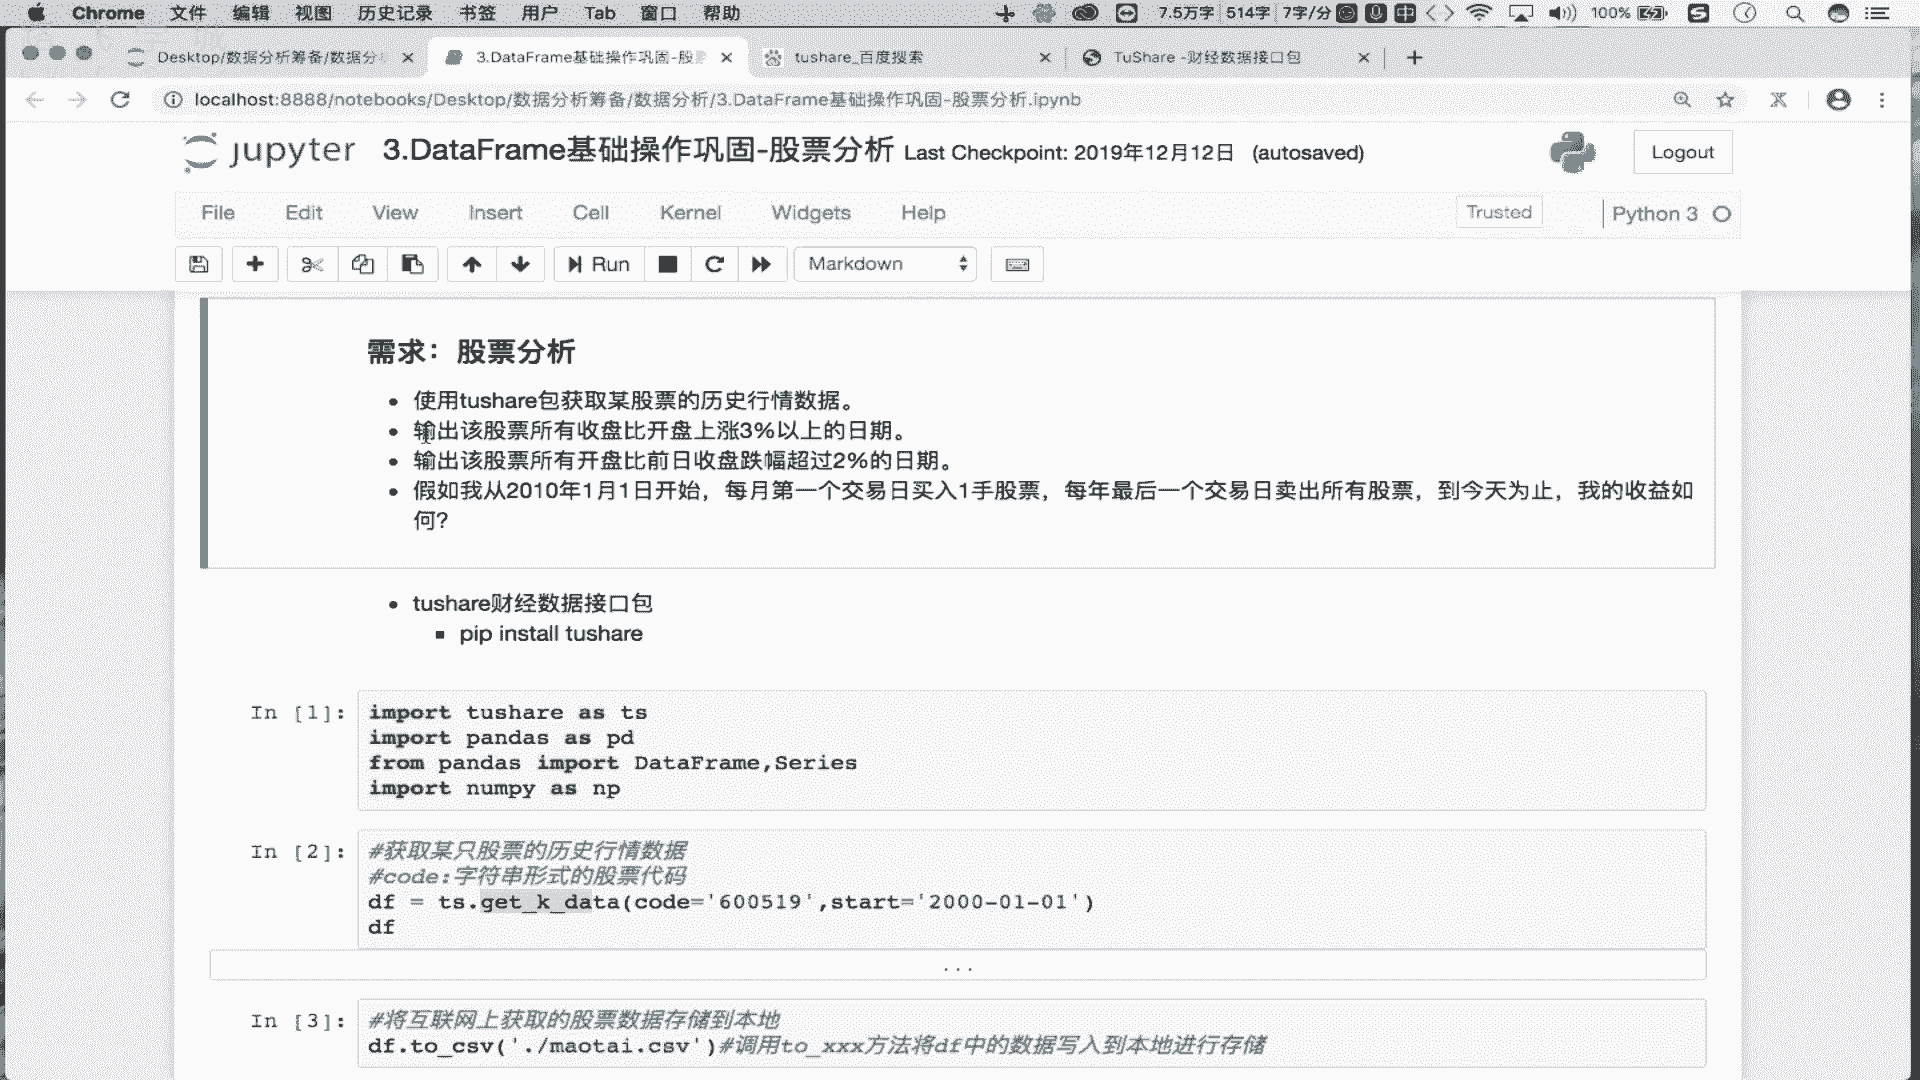 Chrome 文件 编辑 视图 历史记录 书签 用户 Tab 窗口 帮助 7.5万字 514字 7字/分 中 100%
Desktop/数据分析筹备/数据分 3.DataFrame基础操作巩固-股 tushare_百度搜索 TuShare -财经数据接口包
localhost:8888/notebooks/Desktop/数据分析筹备/数据分析/3.DataFrame基础操作巩固-股票分析.ipynb
jupyter 3.DataFrame基础操作巩固-股票分析 Last Checkpoint: 2019年12月12日 (autosaved) Logout
File Edit View Insert Cell Kernel Widgets Help Trusted Python 3
Run Markdown
需求：股票分析
使用tushare包获取某股票的历史行情数据。
输出该股票所有收盘比开盘上涨3%以上的日期。
输出该股票所有开盘比前日收盘跌幅超过2%的日期。
假如我从2010年1月1日开始，每月第一个交易日买入1手股票，每年最后一个交易日卖出所有股票，到今天为止，我的收益如
何?
tushare财经数据接口包
pip install tushare
In [1]: import tushare as ts
import pandas as pd
from pandas import DataFrame,Series
import numpy as np
In [2]: #获取某只股票的历史行情数据
#code:字符串形式的股票代码
df = ts.get_k_data(code='600519',start='2000-01-01')
df
...
In [3]: #将互联网上获取的股票数据存储到本地
df.to_csv('./maotai.csv')#调用to_xxx方法将df中的数据写入到本地进行存储